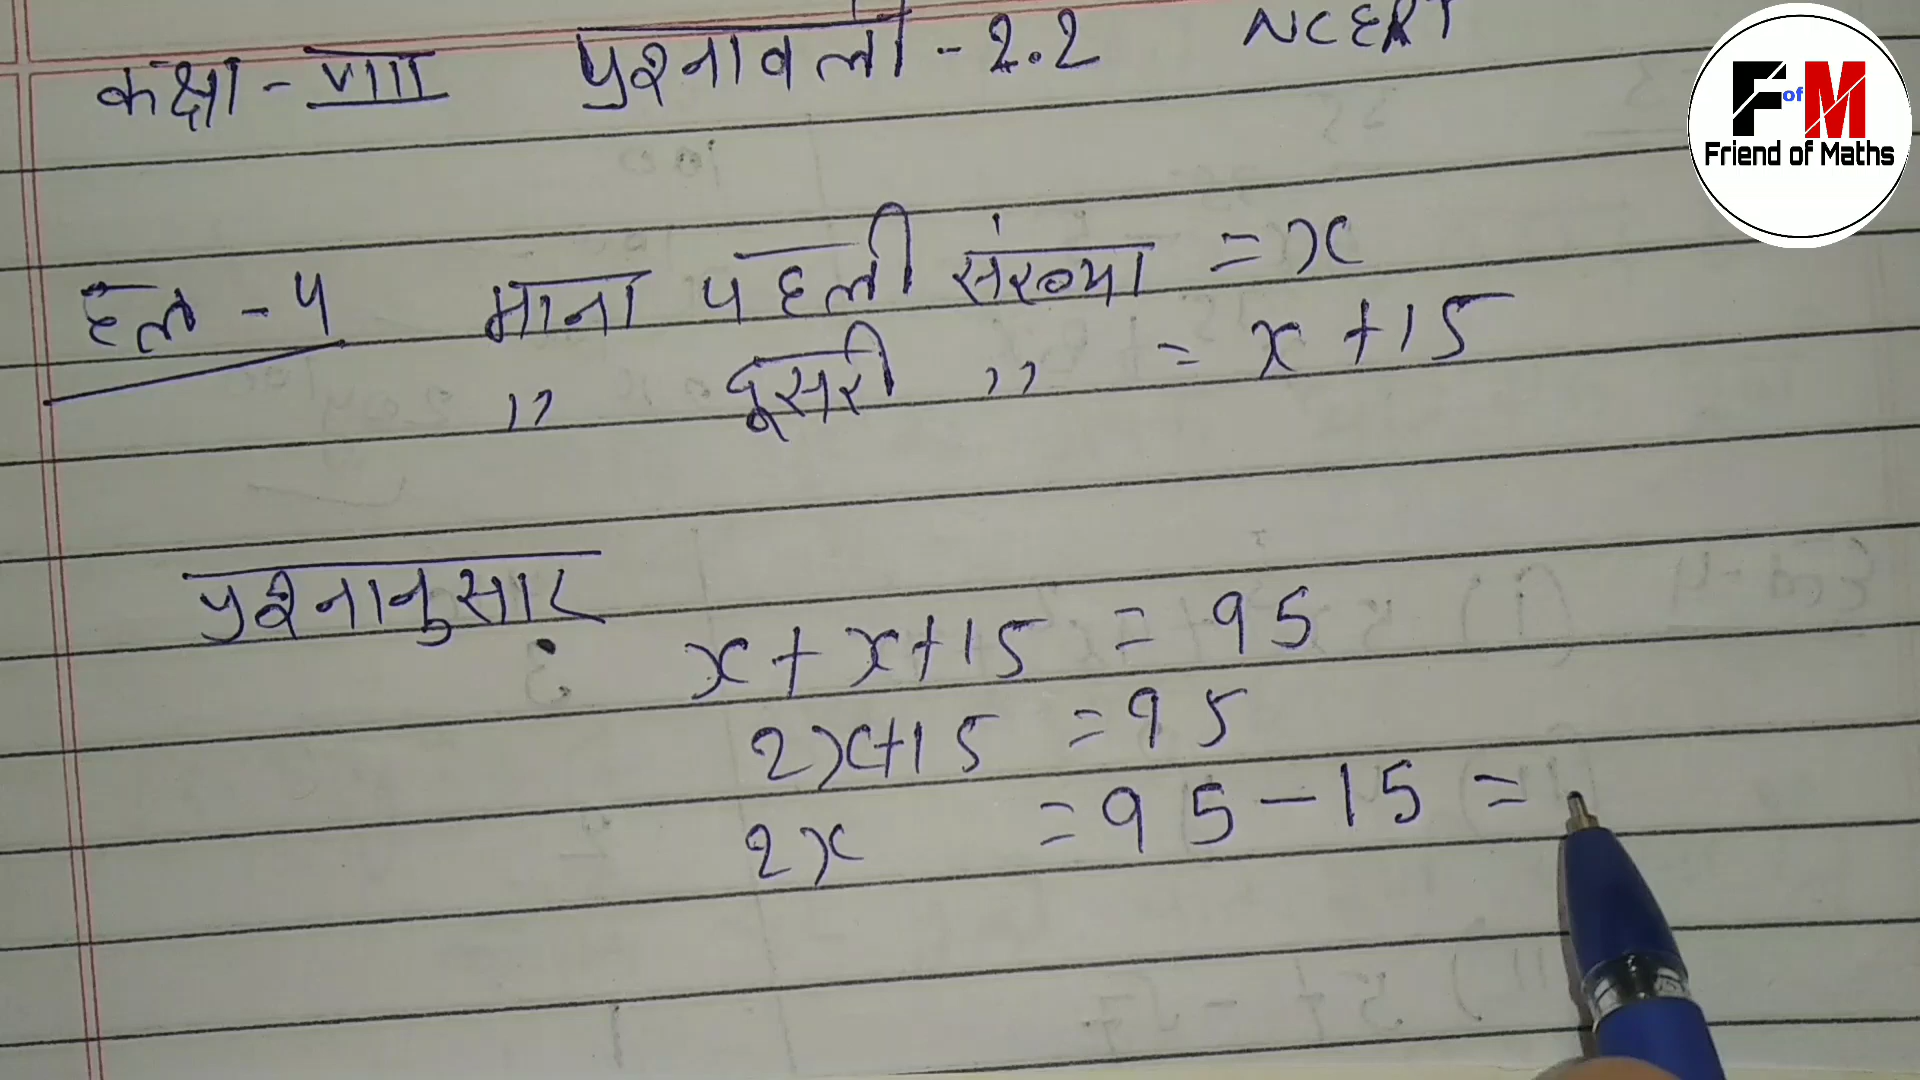 कक्षा - VIII प्रश्नावली - 2.2 NCERT
F of M
Friend of Maths
हल - 4 माना पहली संख्या = x
,, दूसरी ,, = x + 15
प्रश्नानुसार
x + x + 15 = 95
2x+15 = 95
2x = 95 - 15 =